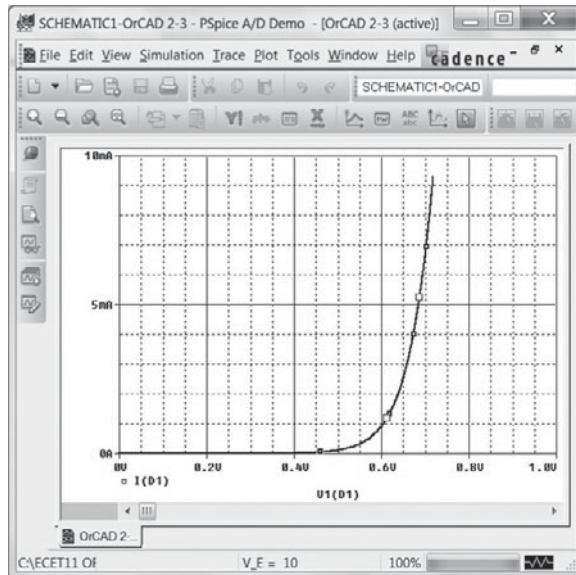 SCHEMATIC1-OrCAD 2-3 - PSpice A/D Demo - [OrCAD 2-3 (active)]
File Edit View Simulation Trace Plot Tools Window Help cadence
SCHEMATIC1-OrCAD
ABC
abc
10mA
5mA
0A
0V 0.2V 0.4V 0.6V 0.8V 1.0V
I(D1)
V1(D1)
OrCAD 2-...
C:\ECET11 OF V_E = 10 100%